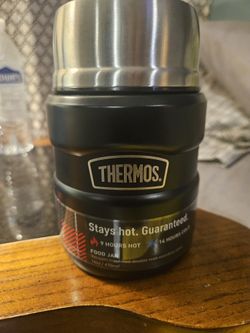 THERMOS.
Stays hot. Guaranteed.
9 HOURS HOT 14 HOURS COLD
FOOD JAR